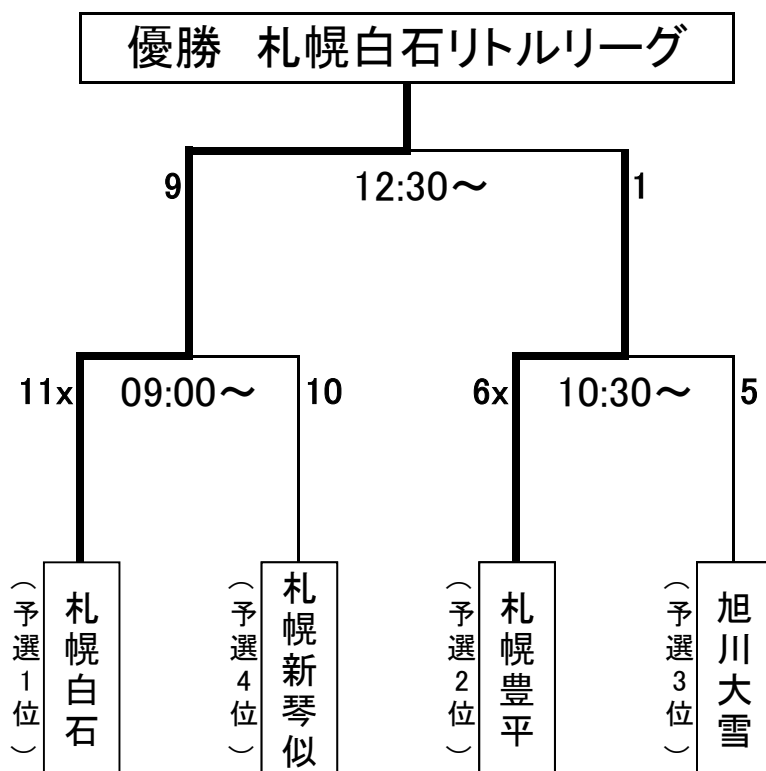 優勝 札幌白石リトルリーグ
9
12:30～
1
11x
09:00～
10
6x
10:30～
5
（予選1位）
札幌白石
（予選4位）
札幌新琴似
（予選2位）
札幌豊平
（予選3位）
旭川大雪